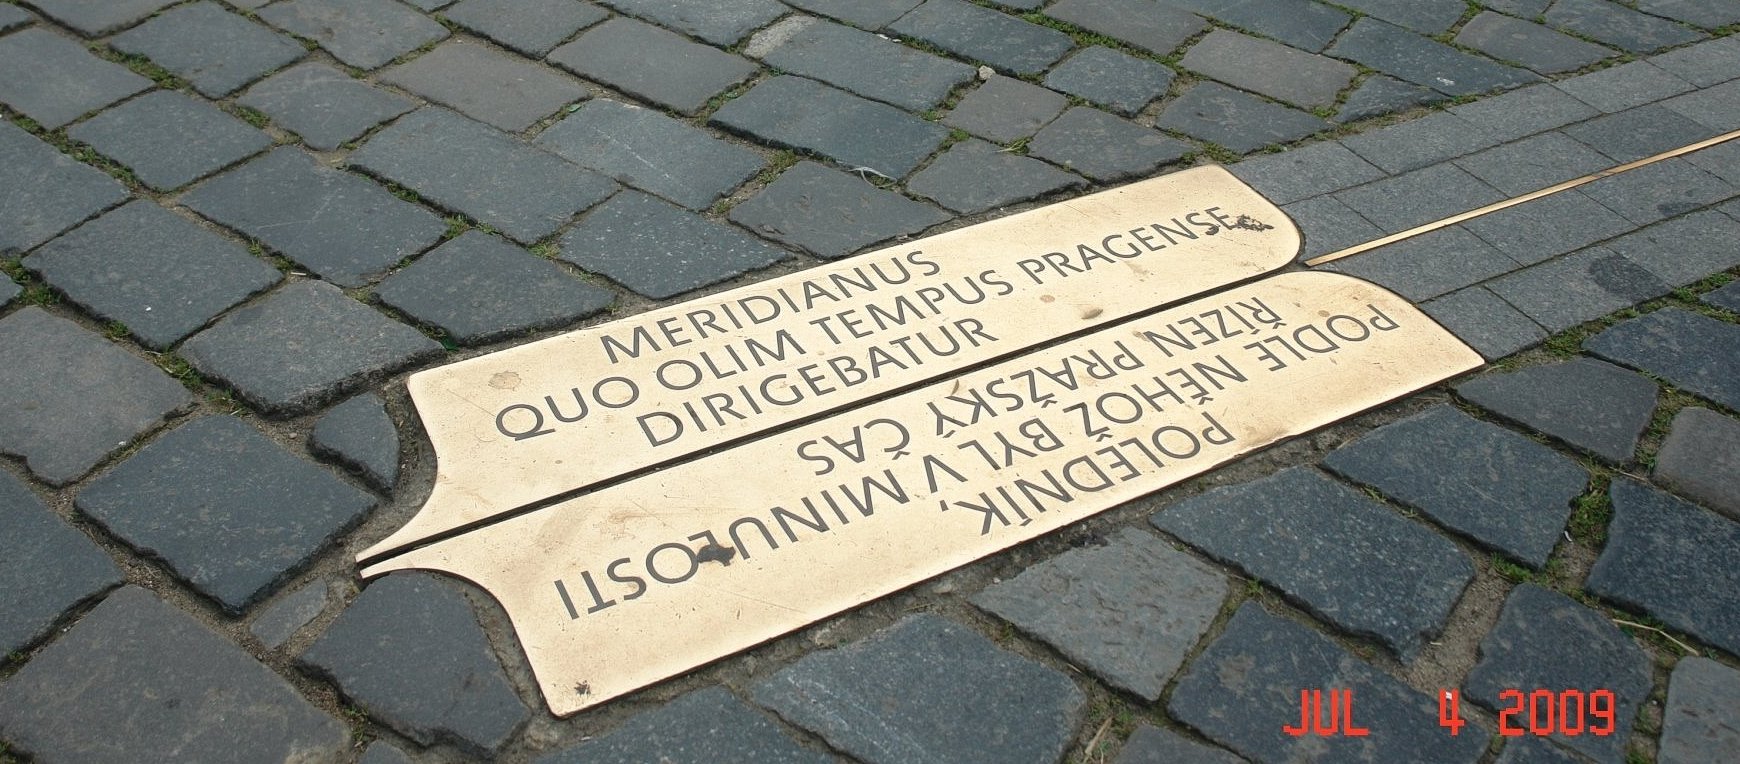 MERIDIANUS
QUO OLIM TEMPUS PRAGENSE
DIRIGEBATUR
POLEDNÍK,
PODLE NĚHOŽ BYL V MINULOSTI
ŘÍZEN PRAŽSKÝ ČAS
JUL 4 2009